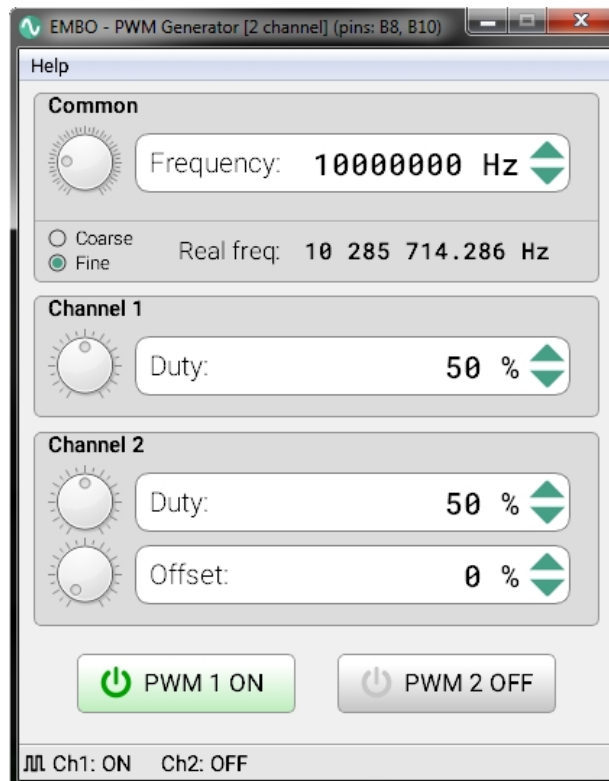 EMBO - PWM Generator [2 channel] (pins: B8, B10)
Help
Common
Frequency: 10000000 Hz
Coarse
Fine
Real freq: 10 285 714.286 Hz
Channel 1
Duty: 50 %
Channel 2
Duty: 50 %
Offset: 0 %
PWM 1 ON PWM 2 OFF
Ch1: ON Ch2: OFF